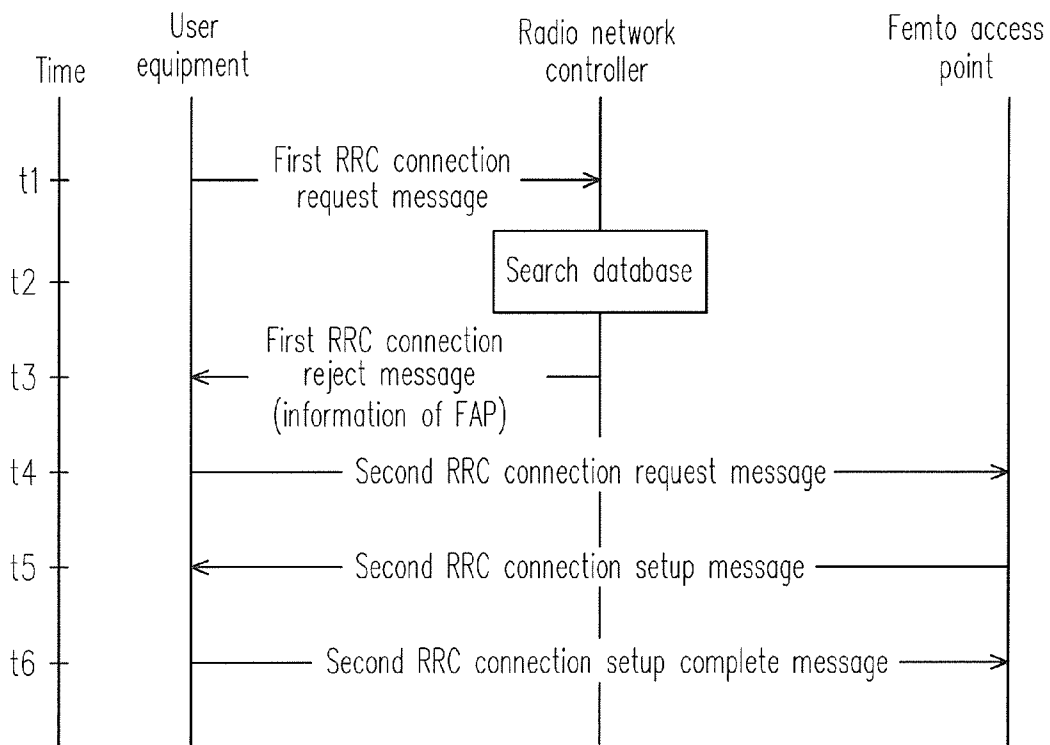 Time
User
equipment
Radio network
controller
Femto access
point
t1
First RRC connection
request message
t2
Search database
t3
First RRC connection
reject message
(information of FAP)
t4
Second RRC connection request message
t5
Second RRC connection setup message
t6
Second RRC connection setup complete message